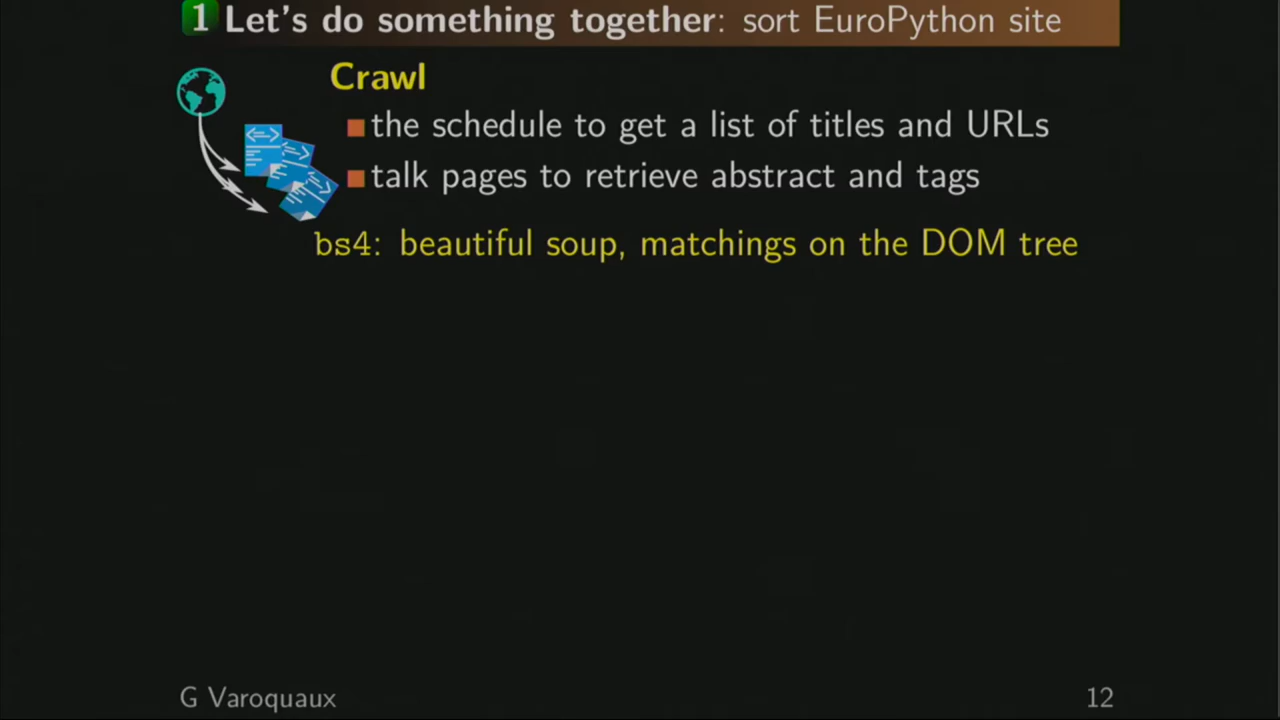 1 Let's do something together: sort EuroPython site
Crawl
the schedule to get a list of titles and URLs
talk pages to retrieve abstract and tags
bs4: beautiful soup, matchings on the DOM tree
G Varoquaux
12